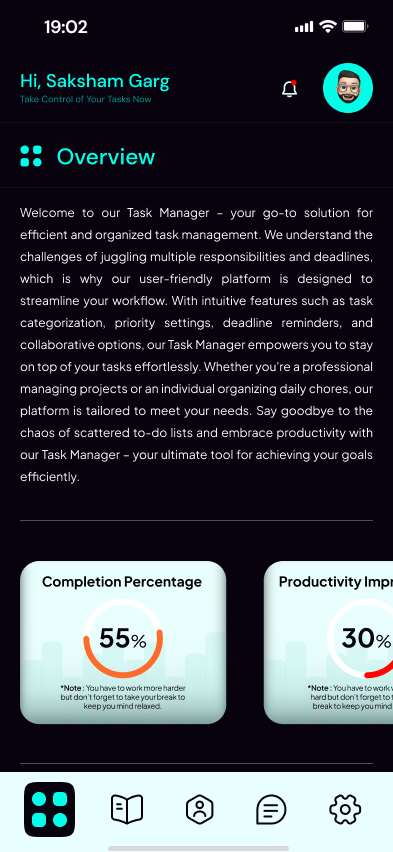 19:02
Hi, Saksham Garg
Take Control of Your Tasks Now
Overview
Welcome to our Task Manager – your go-to solution for
efficient and organized task management. We understand the
challenges of juggling multiple responsibilities and deadlines,
which is why our user-friendly platform is designed to
streamline your workflow. With intuitive features such as task
categorization, priority settings, deadline reminders, and
collaborative options, our Task Manager empowers you to stay
on top of your tasks effortlessly. Whether you're a professional
managing projects or an individual organizing daily chores, our
platform is tailored to meet your needs. Say goodbye to the
chaos of scattered to-do lists and embrace productivity with
our Task Manager – your ultimate tool for achieving your goals
efficiently.
Completion Percentage
55%
*Note : You have to work more harder
but don't forget to take your break to
keep you mind relaxed.
Productivity Impr
30%
*Note : You have to work
hard but don't forget to
break to keep you mind